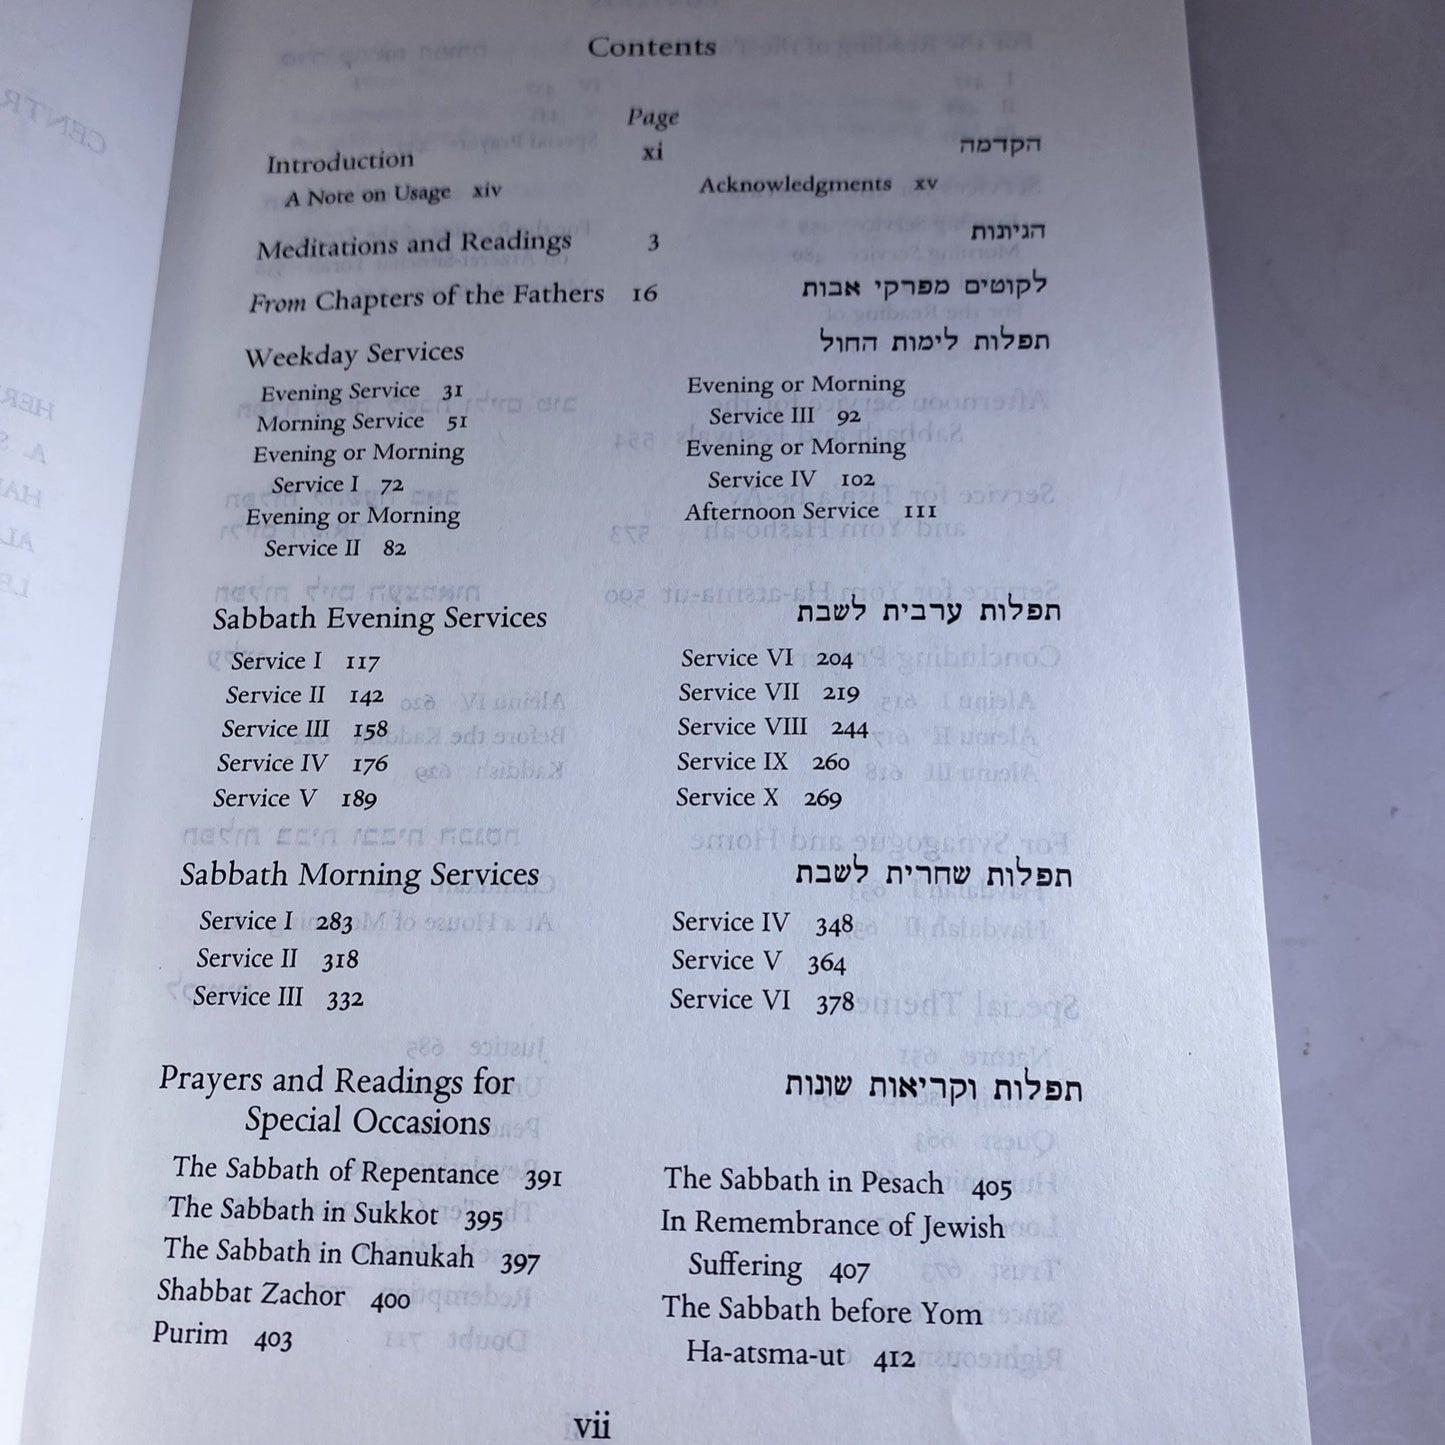 Contents
Page
Introduction xi הקדמה
A Note on Usage xiv Acknowledgments xv
Meditations and Readings 3 הגיתות
From Chapters of the Fathers 16 לקוטים מפרקי אבות
Weekday Services תפלות לימות החול
Evening Service 31
Morning Service 51
Evening or Morning
Service I 72
Evening or Morning
Service II 82
Evening or Morning
Service III 92
Evening or Morning
Service IV 102
Afternoon Service 111
Sabbath Evening Services תפלות ערבית לשבת
Service I 117
Service II 142
Service III 158
Service IV 176
Service V 189
Service VI 204
Service VII 219
Service VIII 244
Service IX 260
Service X 269
Sabbath Morning Services תפלות שחרית לשבת
Service I 283
Service II 318
Service III 332
Service IV 348
Service V 364
Service VI 378
Prayers and Readings for תפלות וקריאות שונות
Special Occasions
The Sabbath of Repentance 391
The Sabbath in Sukkot 395
The Sabbath in Chanukah 397
Shabbat Zachor 400
Purim 403
The Sabbath in Pesach 405
In Remembrance of Jewish
Suffering 407
The Sabbath before Yom
Ha-atsma-ut 412
vii